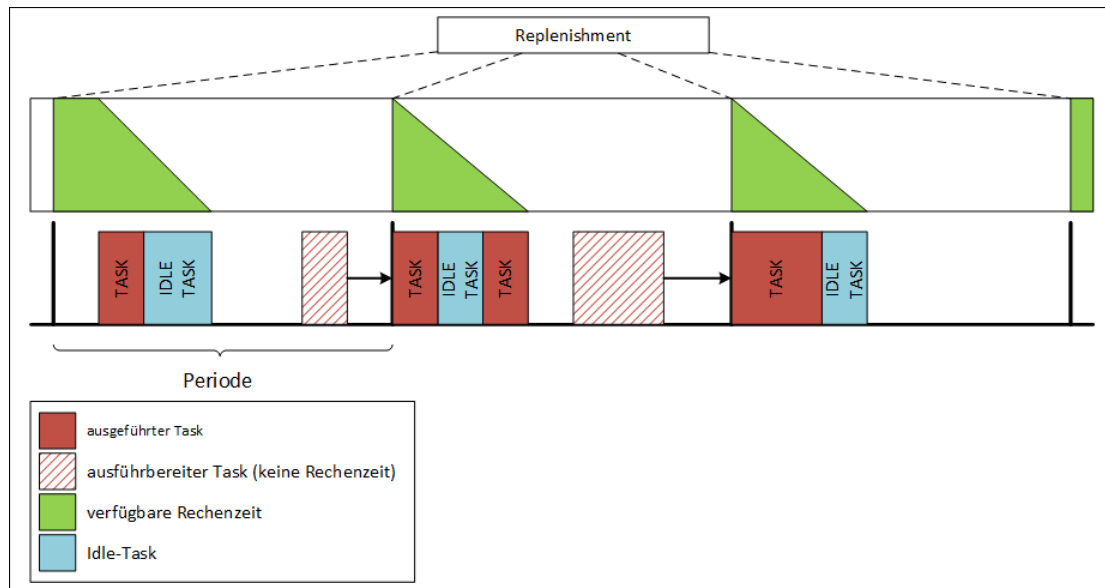 Replenishment
TASK
IDLE
TASK
TASK
IDLE
TASK
TASK
TASK
IDLE
TASK
Periode
ausgeführter Task
ausführbereiter Task (keine Rechenzeit)
verfügbare Rechenzeit
Idle-Task